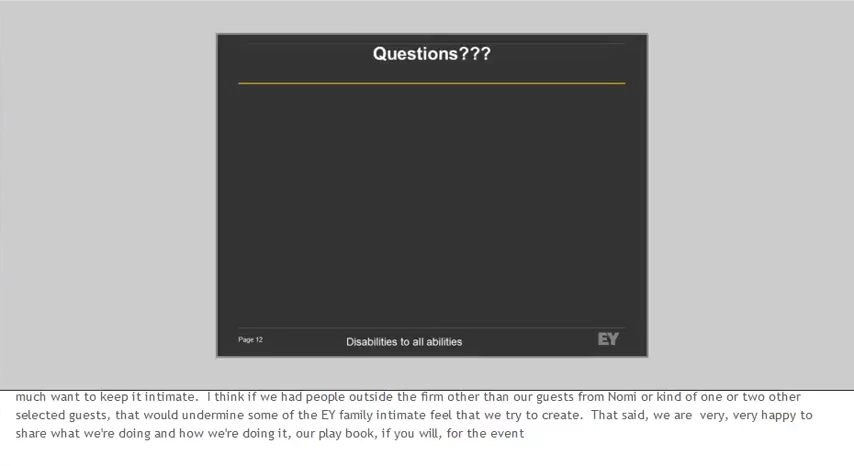 Questions???
Page 12
Disabilities to all abilities
EY
much want to keep it intimate.  I think if we had people outside the firm other than our guests from Nomi or kind of one or two other
selected guests, that would undermine some of the EY family intimate feel that we try to create.  That said, we are  very, very happy to
share what we're doing and how we're doing it, our play book, if you will, for the event